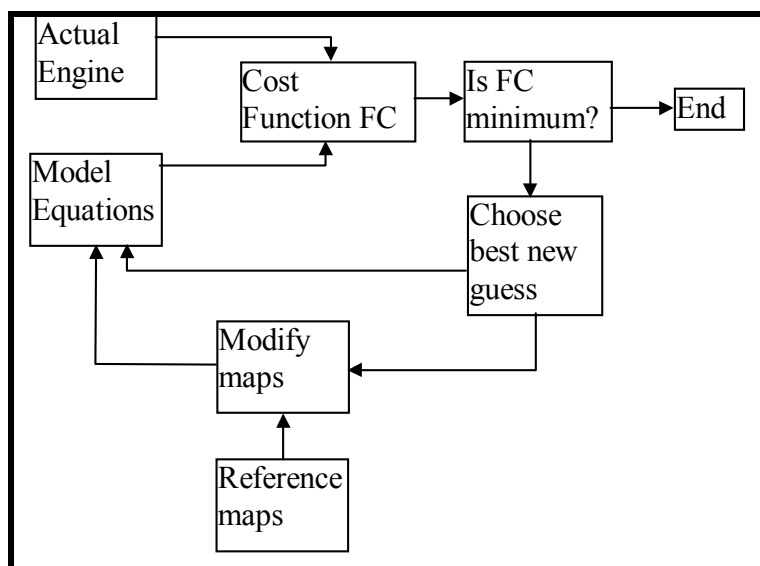 Actual
Engine
Cost
Function FC
Is FC
minimum?
End
Model
Equations
Choose
best new
guess
Modify
maps
Reference
maps